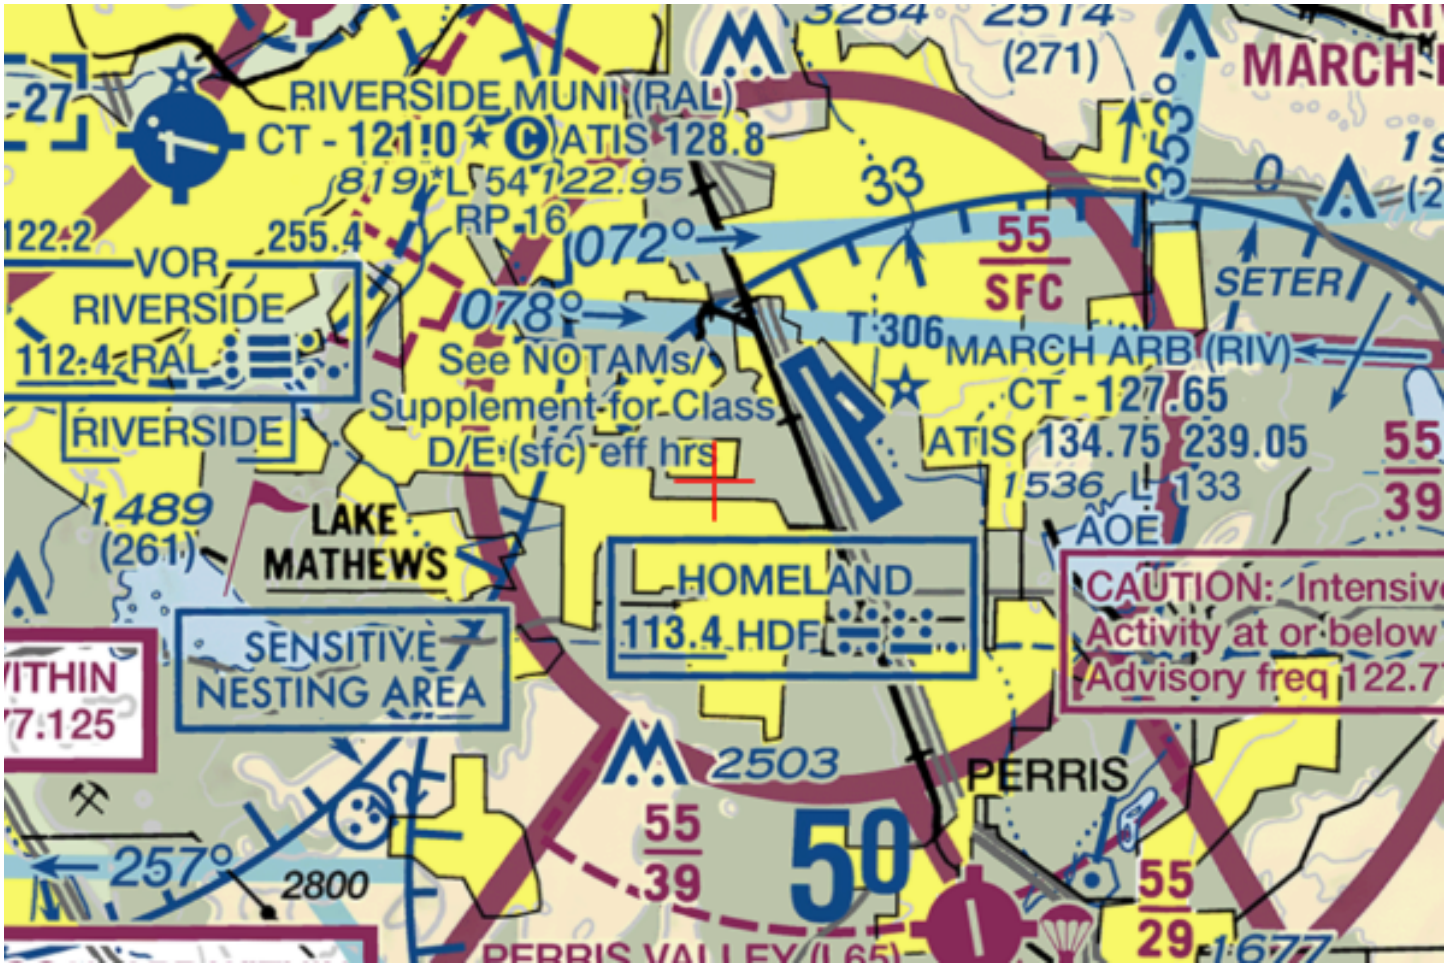 3284
2514
(271)
MARCH
-27
RIVERSIDE MUNI (RAL)
CT - 121.0 ★ C ATIS 128.8
819 *L 54 122.95
RP 16
353°
33
0
122.2
255.4
072°
55
SFC
SETER
VOR
RIVERSIDE
112.4 RAL
RIVERSIDE
078°
T 306
MARCH ARB (RIV)
CT - 127.65
ATIS 134.75 239.05
1536 L 133
AOE
See NOTAMs/
Supplement for Class
D/E (sfc) eff hrs
55
39
1489
(261)
LAKE
MATHEWS
HOMELAND
113.4 HDF
CAUTION: Intensive
Activity at or below
Advisory freq 122.7
SENSITIVE
NESTING AREA
7.125
2503
PERRIS
12
55
39
50
257°
2800
55
29
1677
PERRIS VALLEY (L65)